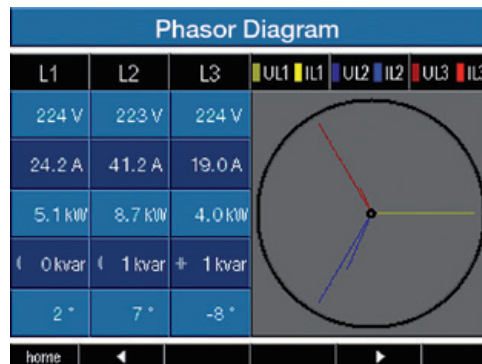 Phasor Diagram
L1 L2 L3 UL1 IL1 UL2 IL2 UL3 IL3
224 V 223 V 224 V
24.2 A 41.2 A 19.0 A
5.1 kW 8.7 kW 4.0 kW
0 kvar 1 kvar 1 kvar
2 ° 7 ° -8 °
home